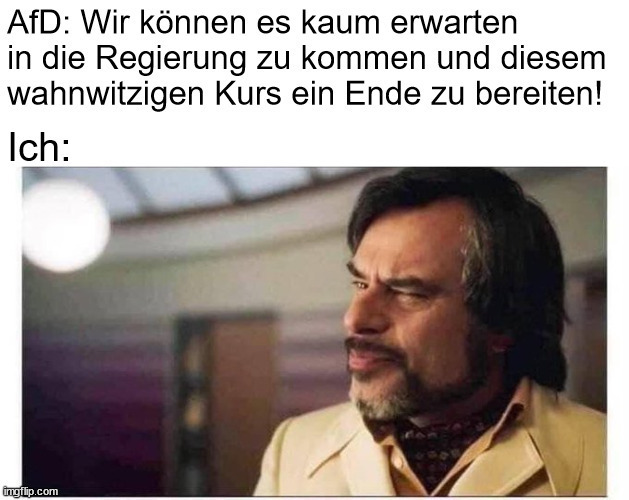 AfD: Wir können es kaum erwarten
in die Regierung zu kommen und diesem
wahnwitzigen Kurs ein Ende zu bereiten!
Ich:
imgflip.com